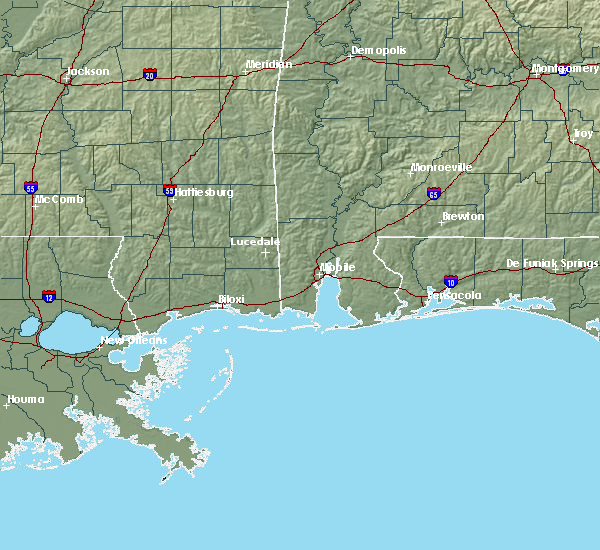 Demopolis
Meridian
Jackson
20
Montgomery
85
Troy
Monroeville
55
59
Hattiesburg
65
McComb
Brewton
Lucedale
Mobile
De Funiak Springs
10
12
Biloxi
Pensacola
New Orleans
Houma